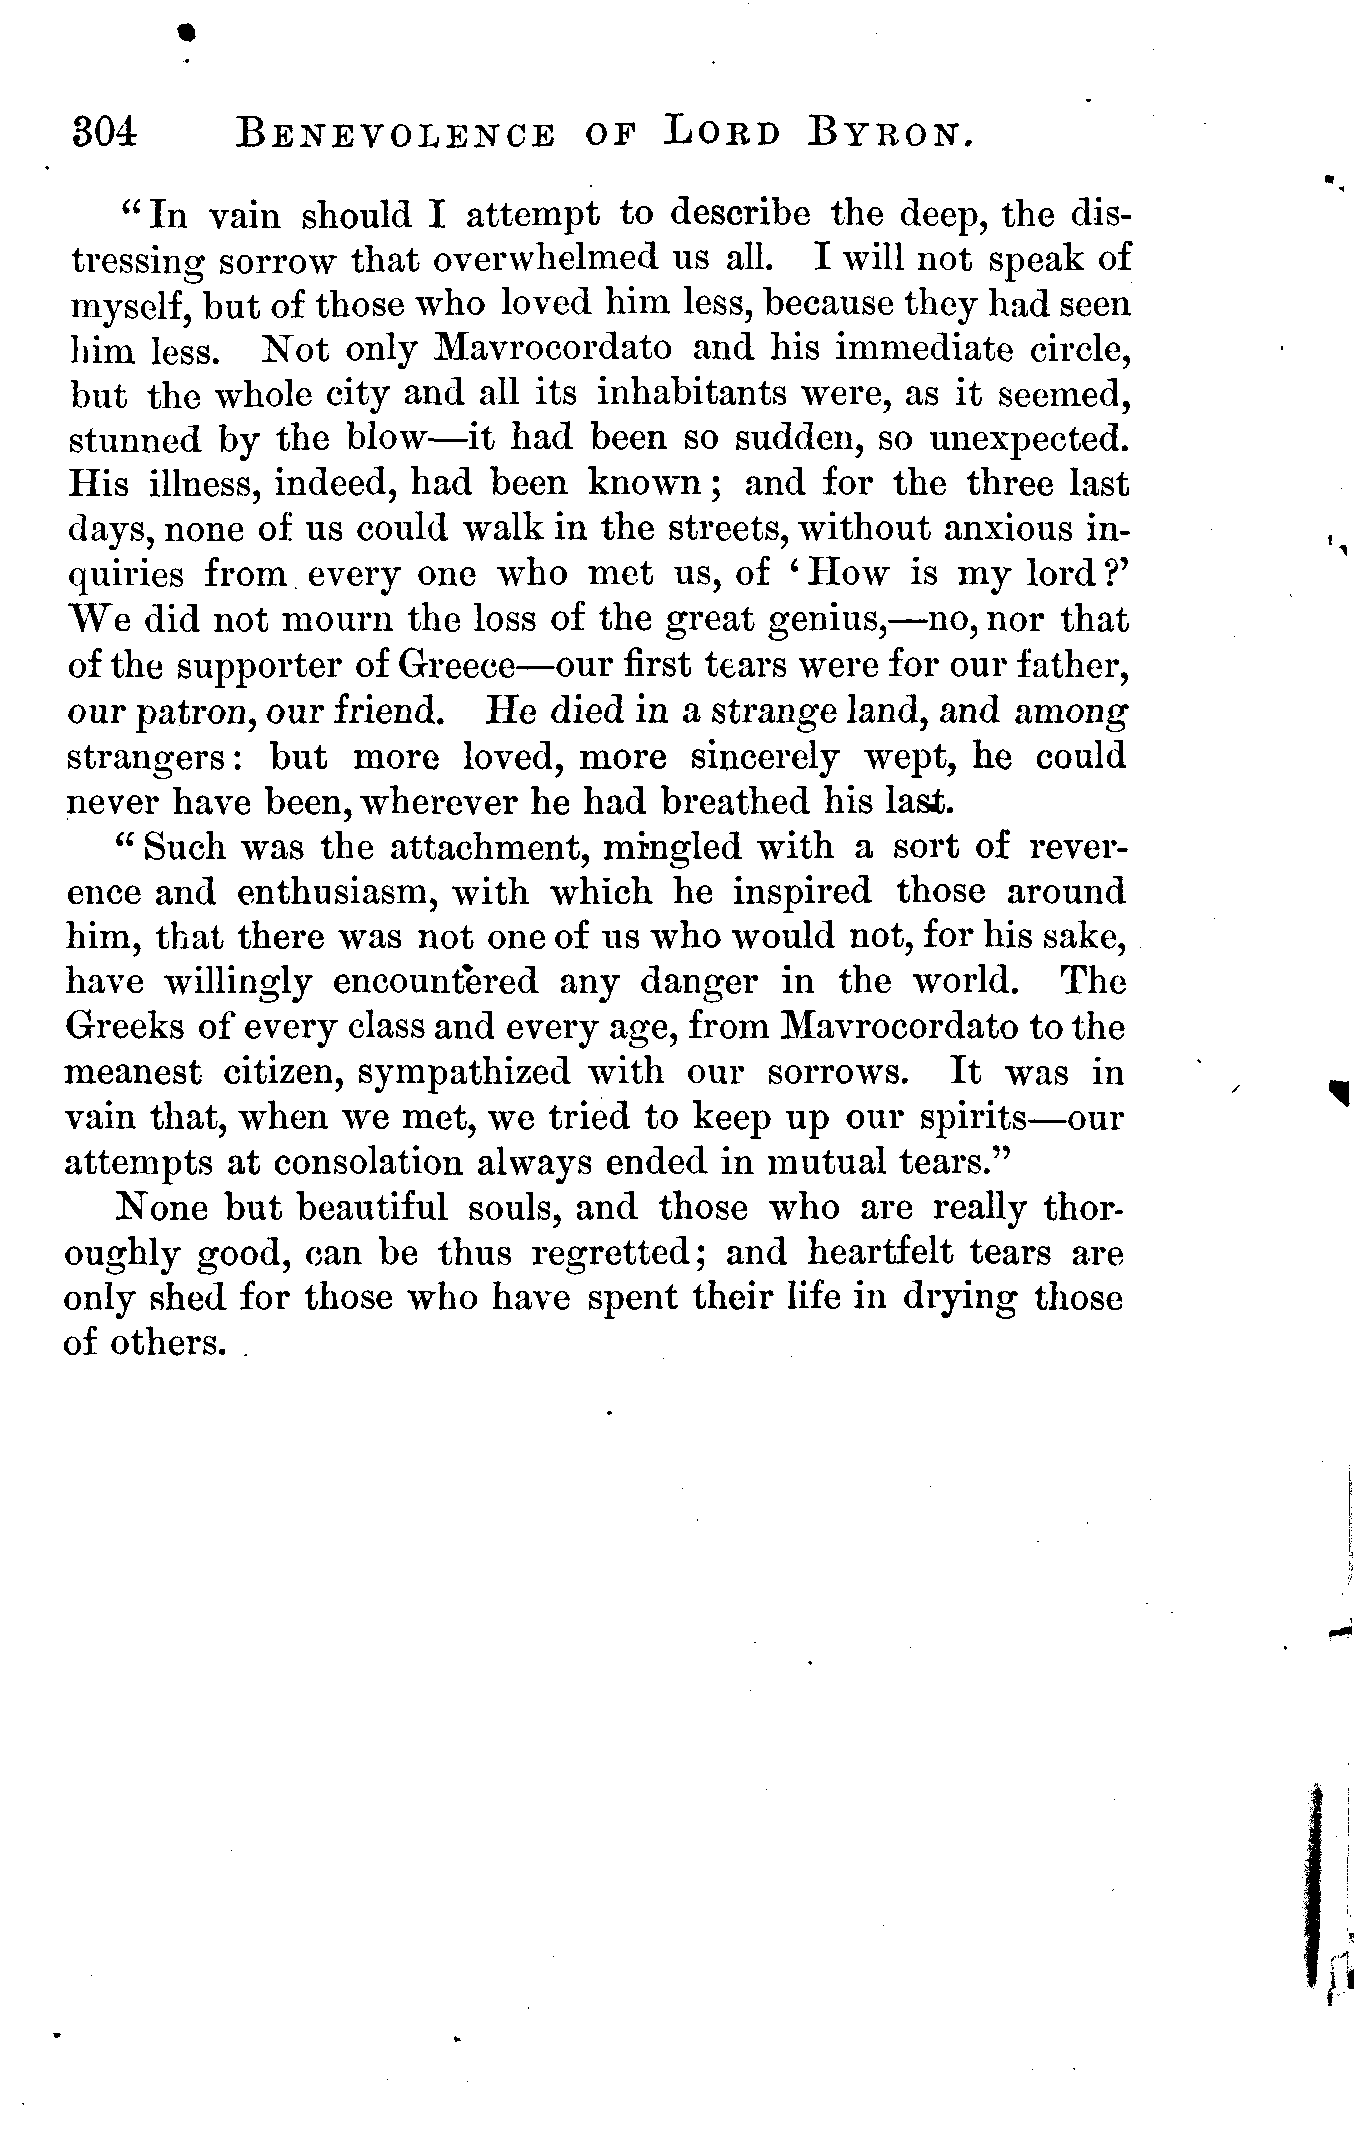 304 BENEVOLENCE OF LORD BYRON.
“In vain should I attempt to describe the deep, the dis-
tressing sorrow that overwhelmed us all. I will not speak of
myself, but of those who loved him less, because they had seen
him less. Not only Mavrocordato and his immediate circle,
but the whole city and all its inhabitants were, as it seemed,
stunned by the blow—it had been so sudden, so unexpected.
His illness, indeed, had been known; and for the three last
days, none of us could walk in the streets, without anxious in-
quiries from every one who met us, of ‘How is my lord?’
We did not mourn the loss of the great genius,—no, nor that
of the supporter of Greece—our first tears were for our father,
our patron, our friend. He died in a strange land, and among
strangers: but more loved, more sincerely wept, he could
never have been, wherever he had breathed his last.
“Such was the attachment, mingled with a sort of rever-
ence and enthusiasm, with which he inspired those around
him, that there was not one of us who would not, for his sake,
have willingly encountered any danger in the world. The
Greeks of every class and every age, from Mavrocordato to the
meanest citizen, sympathized with our sorrows. It was in
vain that, when we met, we tried to keep up our spirits—our
attempts at consolation always ended in mutual tears.”
None but beautiful souls, and those who are really thor-
oughly good, can be thus regretted; and heartfelt tears are
only shed for those who have spent their life in drying those
of others.